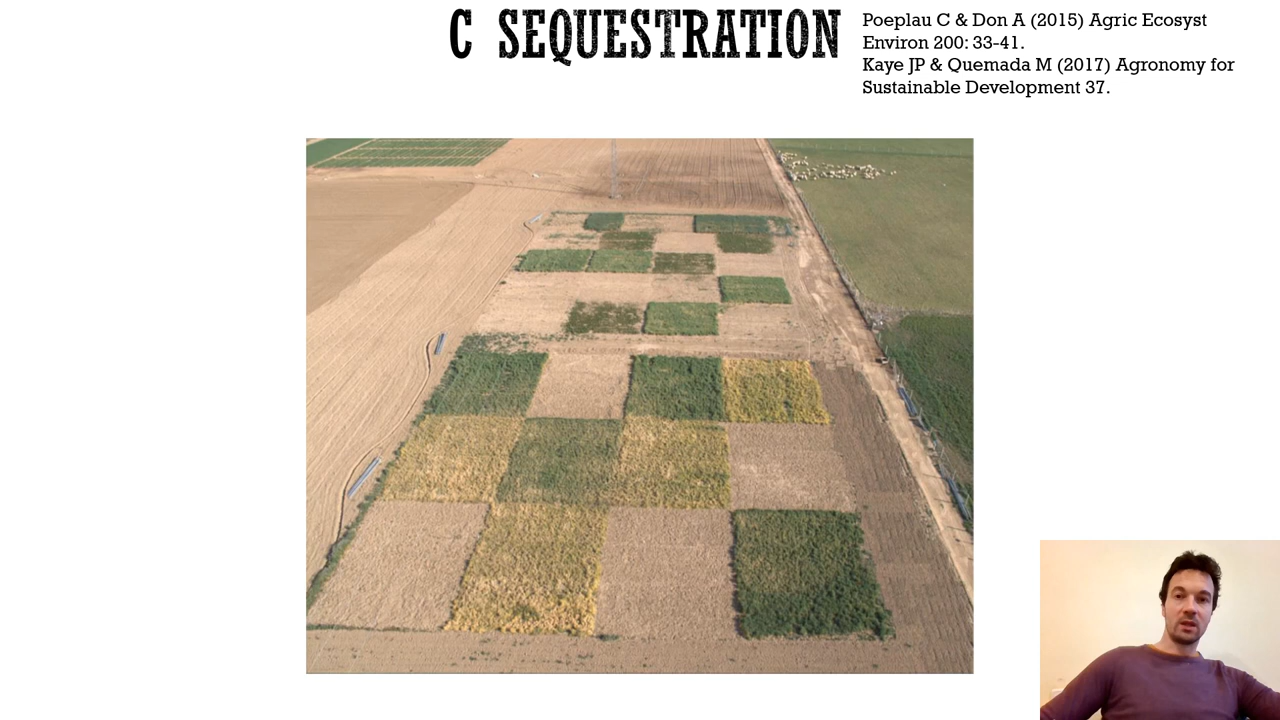 C SEQUESTRATION
Poeplau C & Don A (2015) Agric Ecosyst
Environ 200: 33-41.
Kaye JP & Quemada M (2017) Agronomy for
Sustainable Development 37.